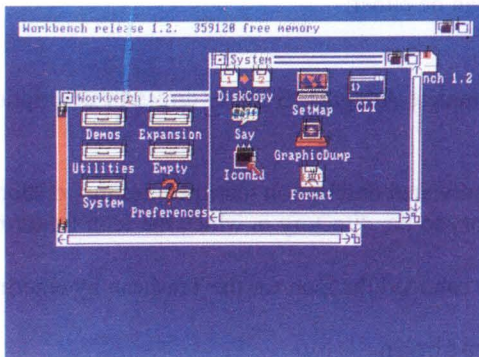 Workbench release 1.2. 359120 free memory
System
nch 1.2
DiskCopy
SetMap
CLI
1>
Say
IconEd
GraphicDump
Format
Workbench 1.2
Demos
Expansion
Utilities
Empty
System
Preferences